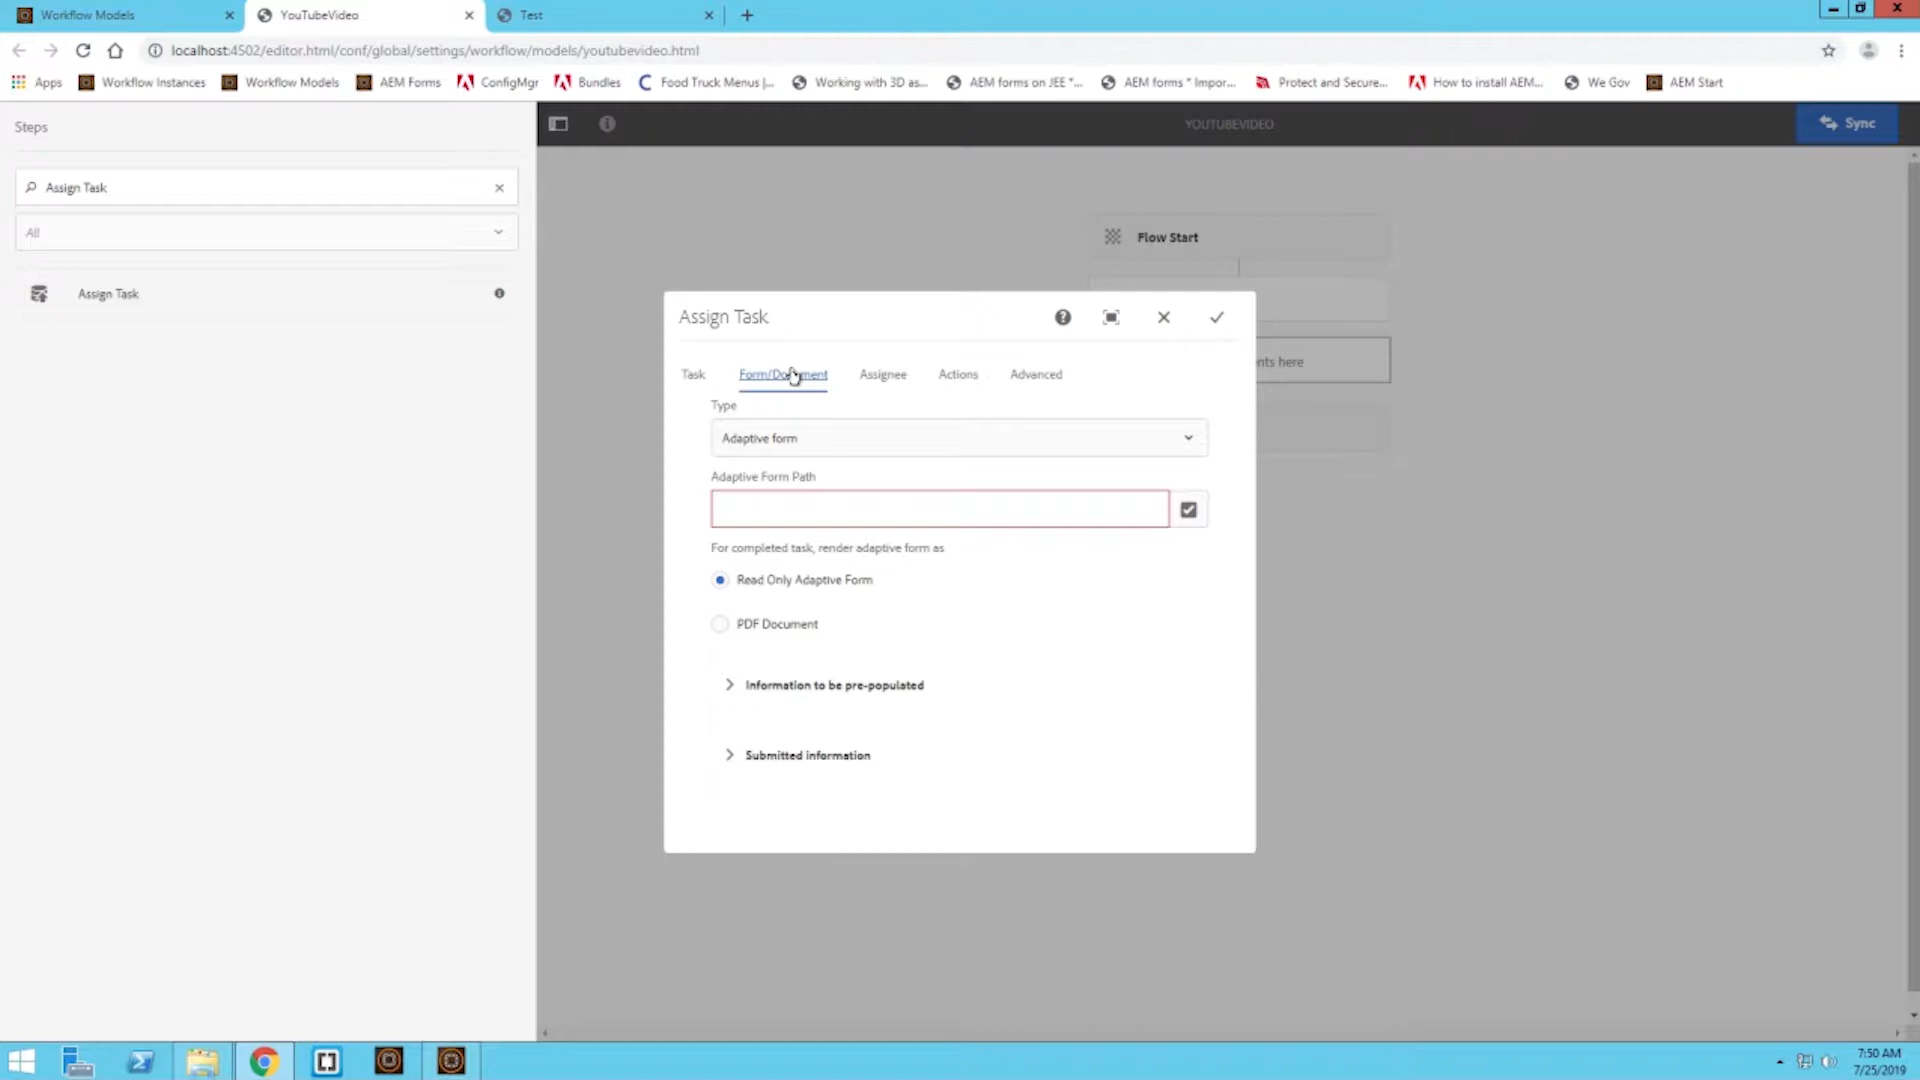 Workflow Models
YouTubeVideo
Test
localhost:4502/editor.html/conf/global/settings/workflow/models/youtubevideo.html
Apps
Workflow Instances
Workflow Models
AEM Forms
ConfigMgr
Bundles
Food Truck Menus |...
Working with 3D as...
AEM forms on JEE *...
AEM forms * Impor...
Protect and Secure...
How to install AEM...
We Gov
AEM Start
Steps
YOUTUBEVIDEO
Sync
Assign Task
All
Assign Task
Flow Start
nts here
Assign Task
Task
Form/Document
Assignee
Actions
Advanced
Type
Adaptive form
Adaptive Form Path
For completed task, render adaptive form as
Read Only Adaptive Form
PDF Document
Information to be pre-populated
Submitted information
7:50 AM
7/25/2019